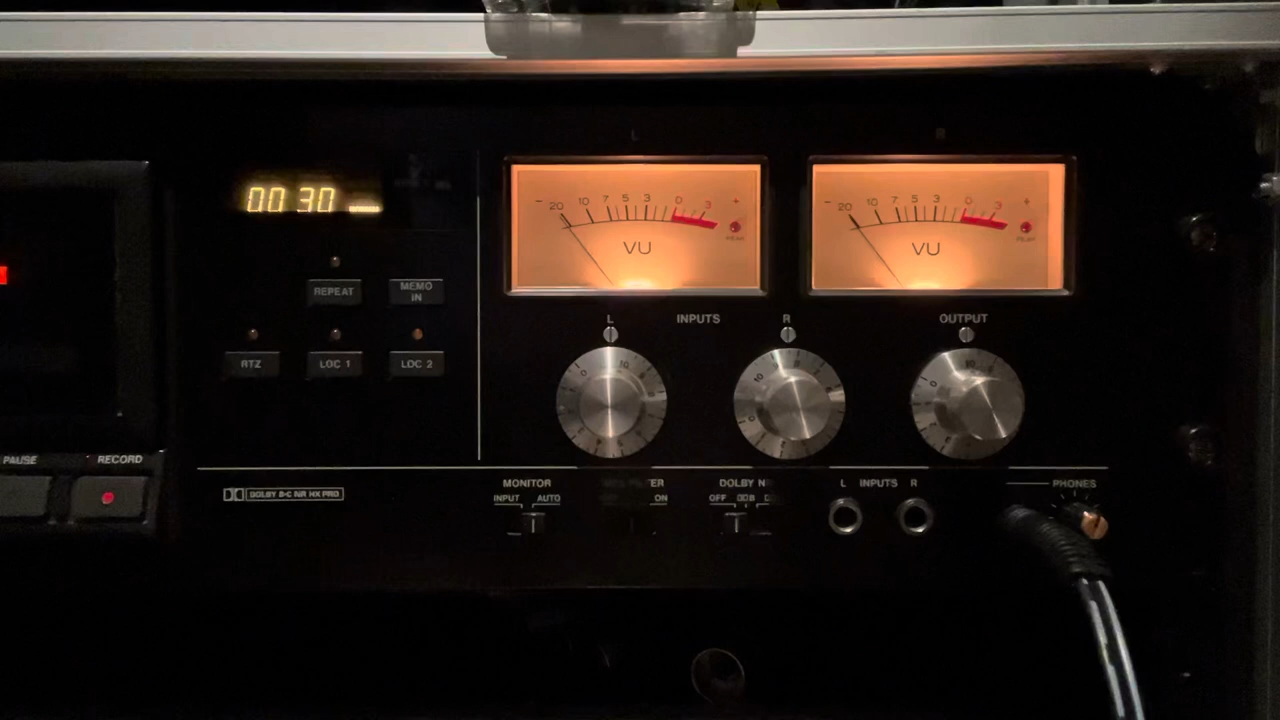 L R
00 30
- 20 10 7 5 3 0 3 +
VU
PEAK
- 20 10 7 5 3 0 3 +
VU
PEAK
REPEAT MEMO IN
L INPUTS R OUTPUT
RTZ LOC 1 LOC 2
PAUSE RECORD
DOLBY B-C NR HX PRO
MONITOR
INPUT AUTO
ON
DOLBY N
OFF B
L INPUTS R
PHONES